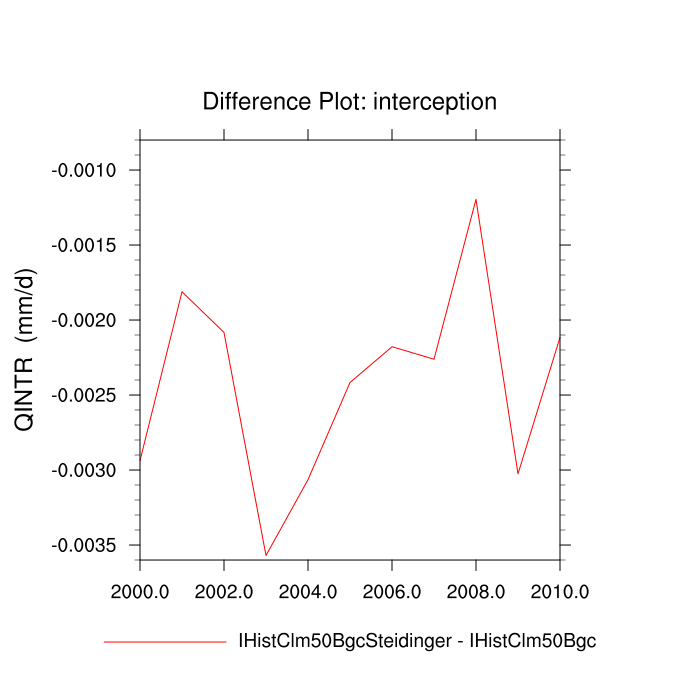 Difference Plot: interception
QINTR (mm/d)
-0.0010
-0.0015
-0.0020
-0.0025
-0.0030
-0.0035
2000.0 2002.0 2004.0 2006.0 2008.0 2010.0
IHistClm50BgcSteidinger - IHistClm50Bgc